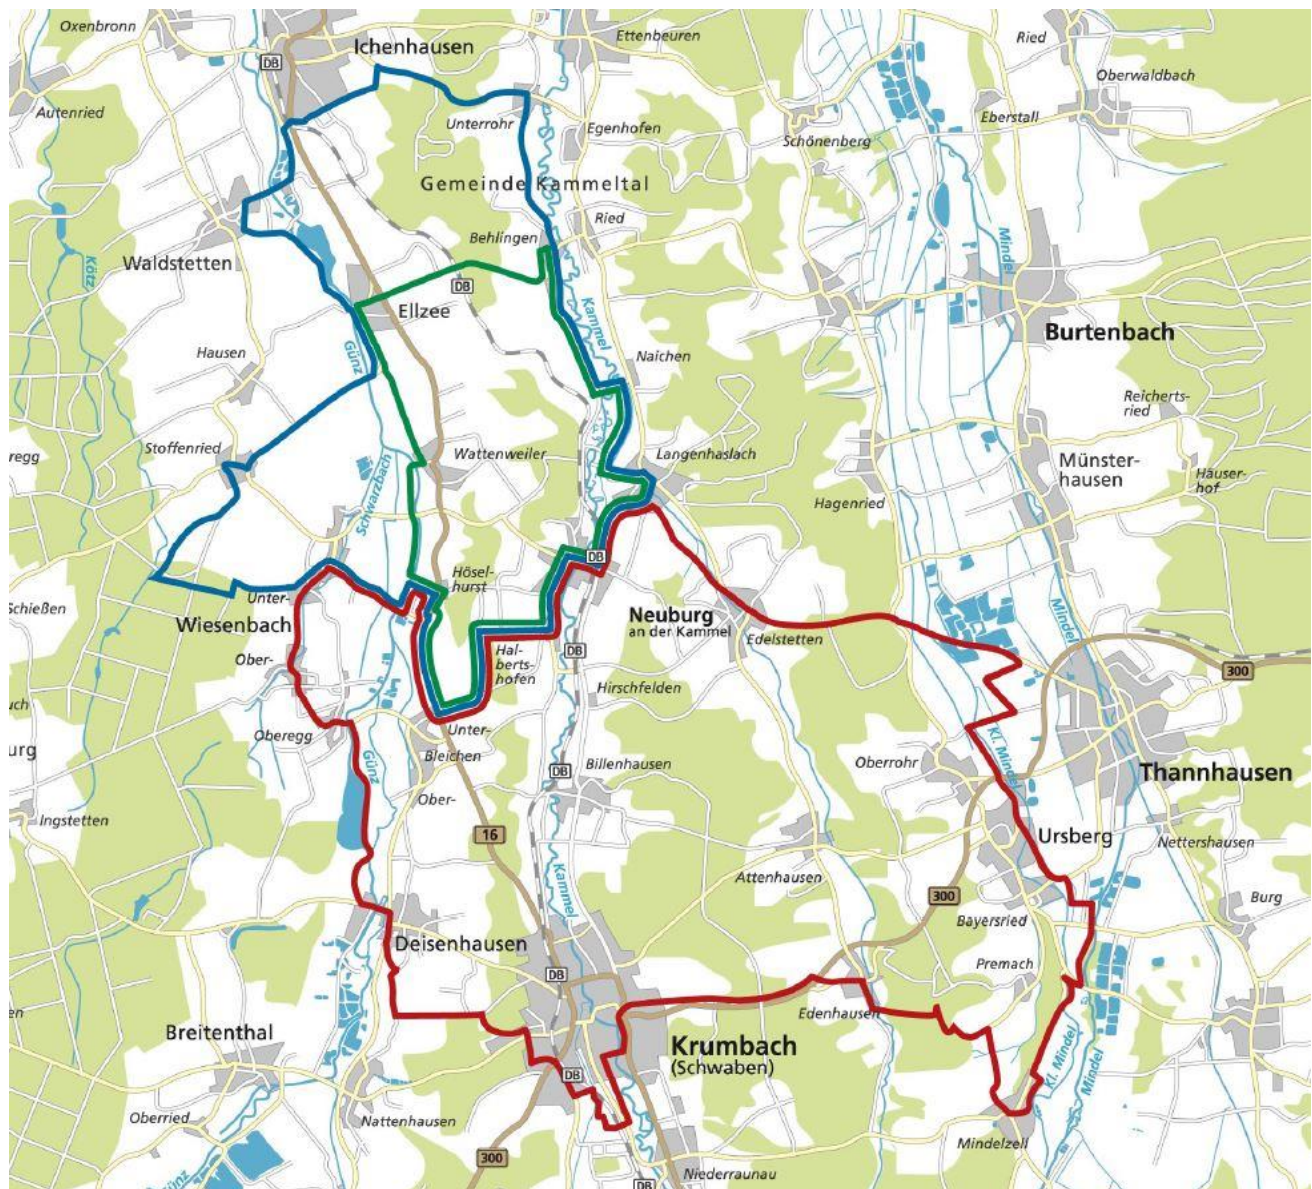 Oxenbronn
Ichenhausen
DB
Ettenbeuren
Ried
Oberwaldbach
Autenried
Unterrohr
Egenhofen
Schönenberg
Eberstall
Gemeinde Kammeltal
Ried
Behlingen
Mindel
Waldstetten
Kötz
DB
Ellzee
Kammel
Burtenbach
Günz
Hausen
Naichen
Reicherts-
ried
Stoffenried
Wattenweiler
Langenhaslach
Münster-
hausen
Häuser-
hof
Schwarzbach
Hagenried
DB
Hösel-
hurst
Schießen
Unter-
Wiesenbach
Ober-
Neuburg
an der Kammel
Edelstetten
Mindel
Hal-
berts-
hofen
DB
300
Hirschfelden
Oberegg
Unter-
Bleichen
Ober-
Günz
Billenhausen
DB
Kl. Mindel
Oberrohr
Thannhausen
Ingstetten
16
Ursberg
Nettershausen
Attenhausen
300
Kammel
Bayersried
Burg
Deisenhausen
DB
Premach
Edenhausen
Breitenthal
Krumbach
(Schwaben)
DB
Kl. Mindel
Mindel
Oberried
Nattenhausen
Mindelzell
300
Niederraunau
DB
Günz